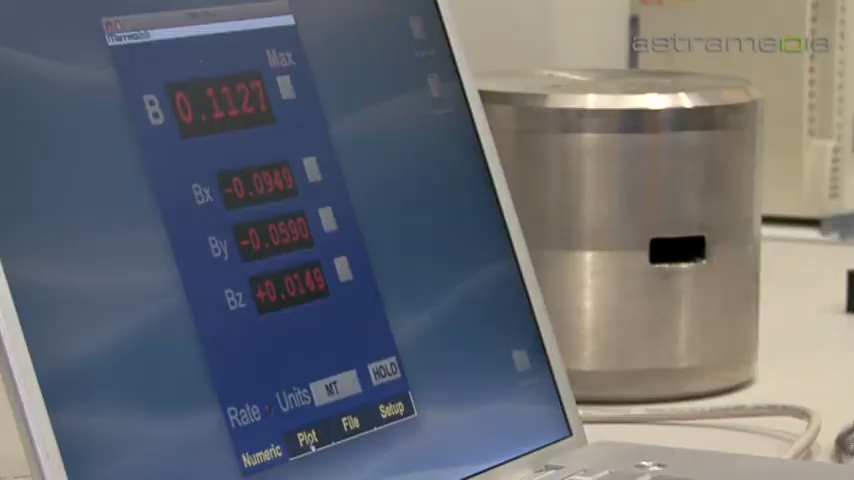 astramedia
Max
B 0.1127
Bx -0.0949
By -0.0590
Bz +0.0149
Rate Units MT HOLD
Numeric Plot File Setup